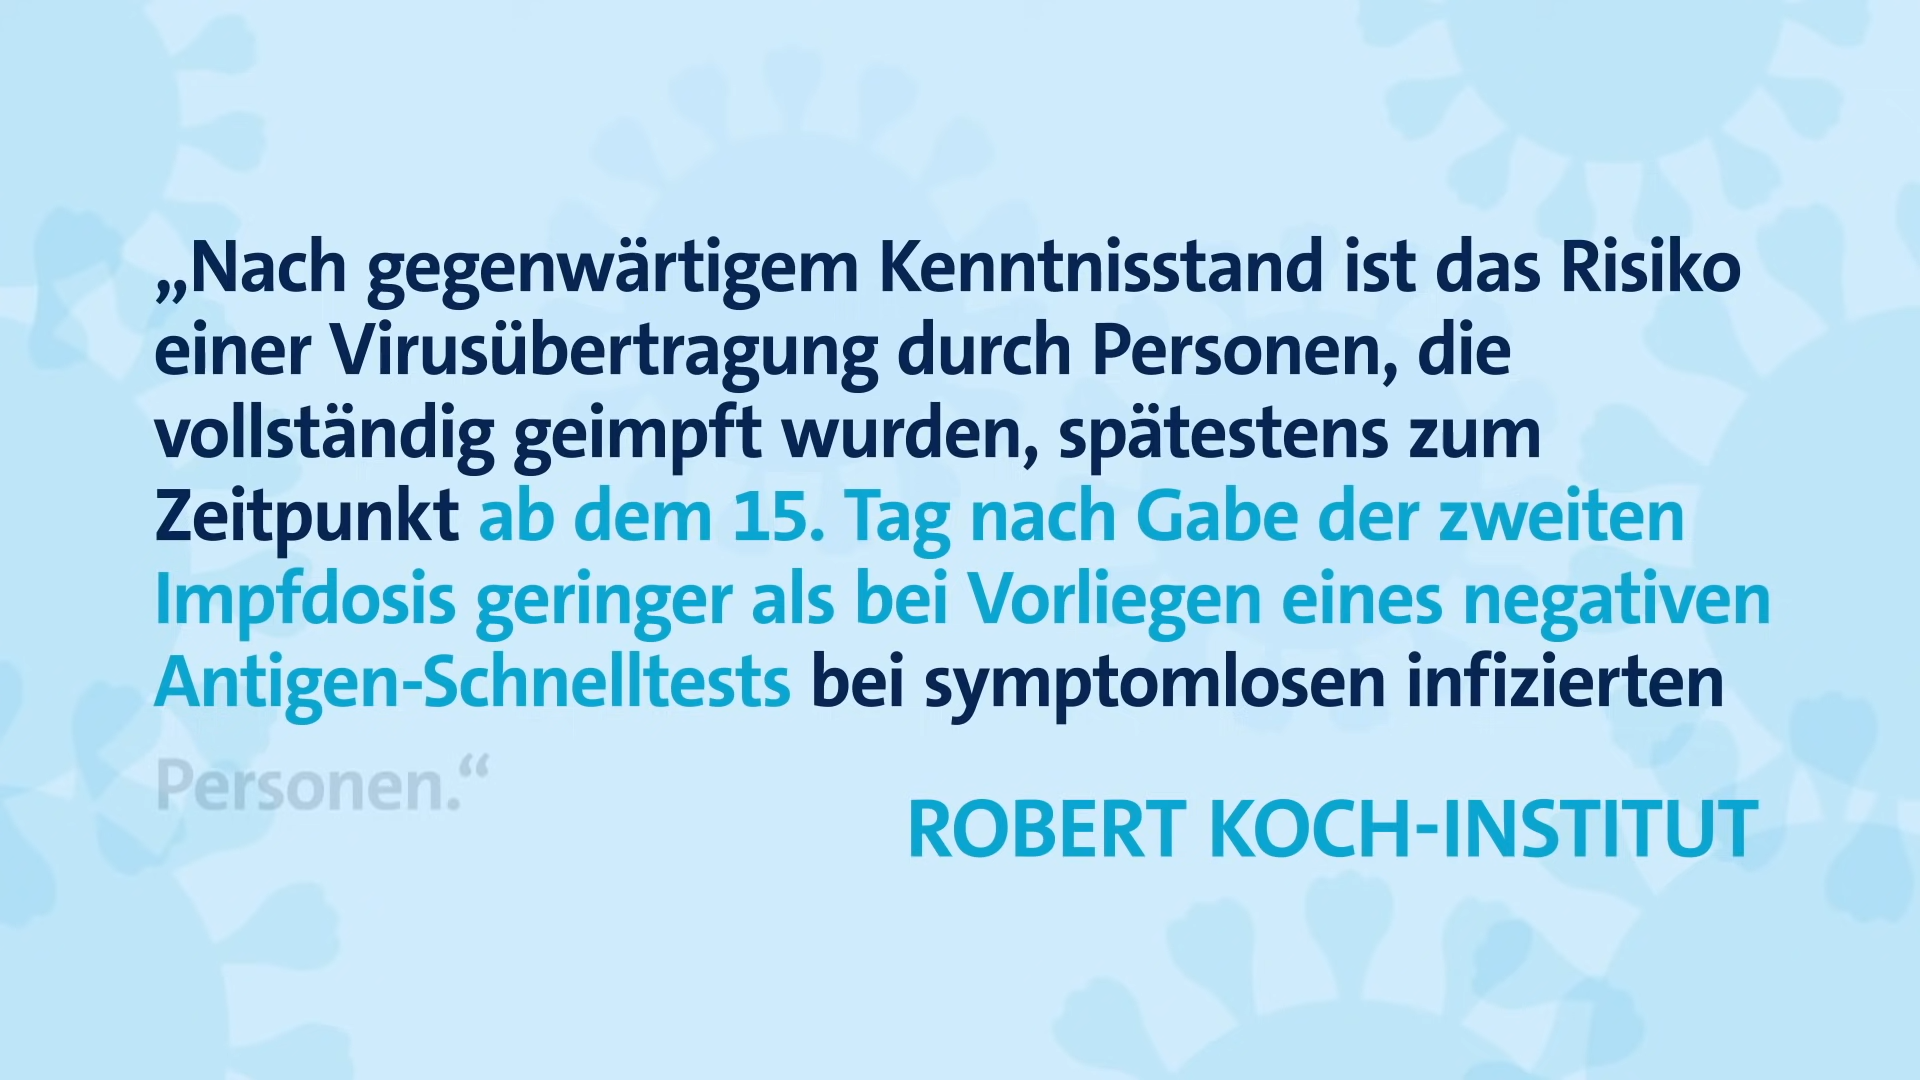 „Nach gegenwärtigem Kenntnisstand ist das Risiko
einer Virusübertragung durch Personen, die
vollständig geimpft wurden, spätestens zum
Zeitpunkt ab dem 15. Tag nach Gabe der zweiten
Impfdosis geringer als bei Vorliegen eines negativen
Antigen-Schnelltests bei symptomlosen infizierten
Personen.“
ROBERT KOCH-INSTITUT